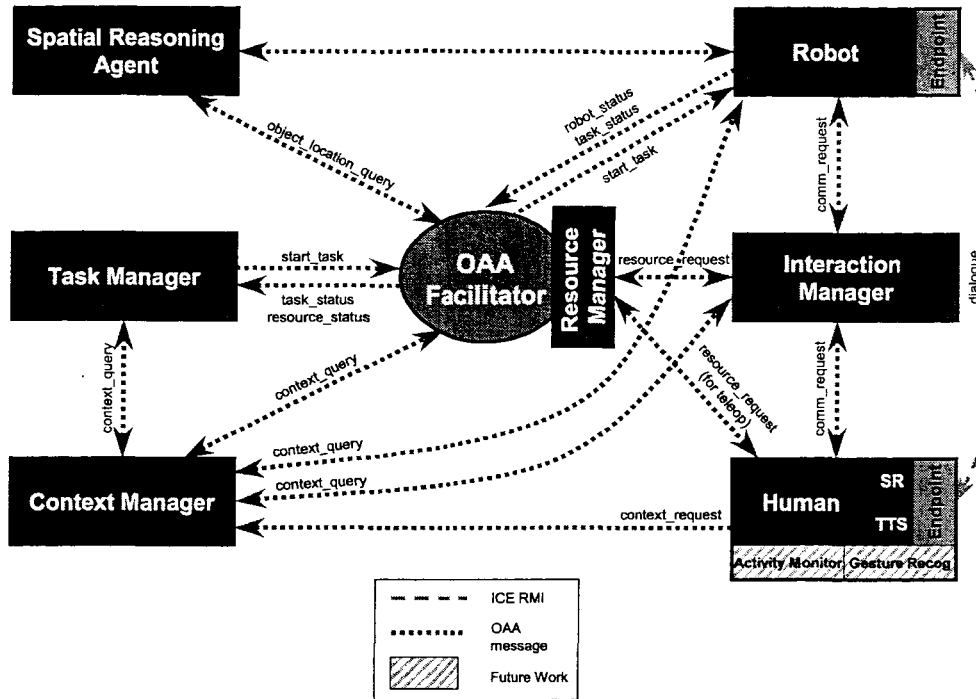 Spatial Reasoning
Agent
Robot
Endpoint
object_location_query
robot_status
task_status
start_task
comm_request
Task Manager
start_task
task_status
resource_status
OAA
Facilitator
Resource
Manager
resource_request
Interaction
Manager
dialogue
context_query
context_query
resource_request
(for teleop)
comm_request
context_query
context_query
Context Manager
context_request
Human
SR
TTS
Endpoint
Activity Monitor
Gesture Recog
ICE RMI
OAA
message
Future Work